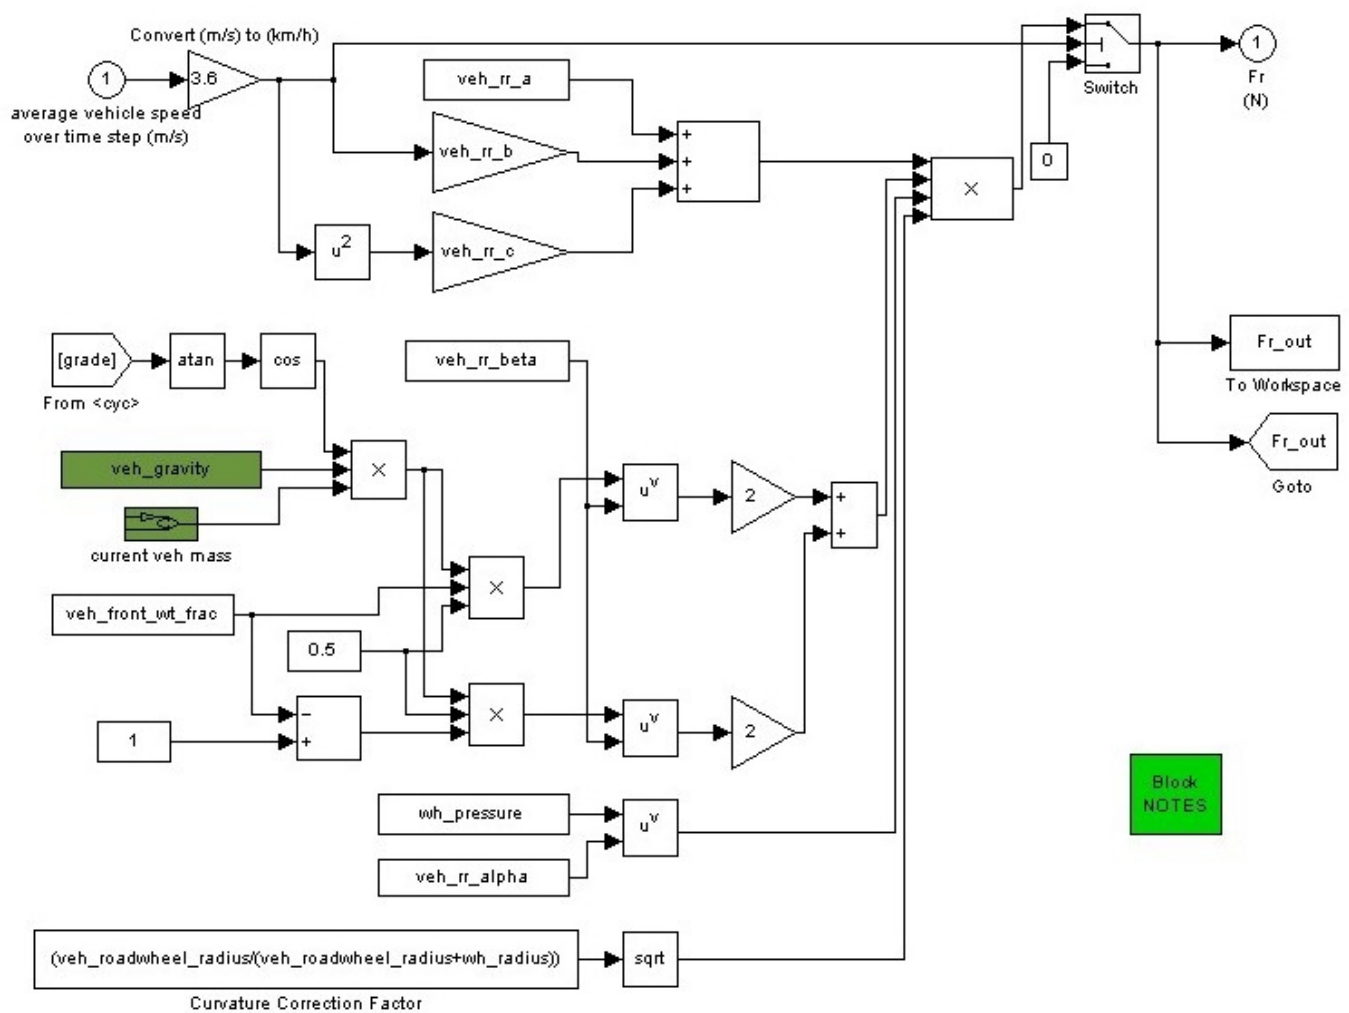 Convert (m/s) to (km/h)
1
3.6
average vehicle speed
over time step (m/s)
veh_rr_a
veh_rr_b
u2
veh_rr_c
+
+
+
×
0
Switch
1
Fr
(N)
[grade]
From <cyc>
atan
cos
veh_rr_beta
Fr_out
To Workspace
Fr_out
Goto
veh_gravity
×
current veh mass
uv
2
+
+
veh_front_wt_frac
×
0.5
1
−
+
×
uv
2
Block
NOTES
wh_pressure
uv
veh_rr_alpha
(veh_roadwheel_radius/(veh_roadwheel_radius+wh_radius))
sqrt
Curvature Correction Factor